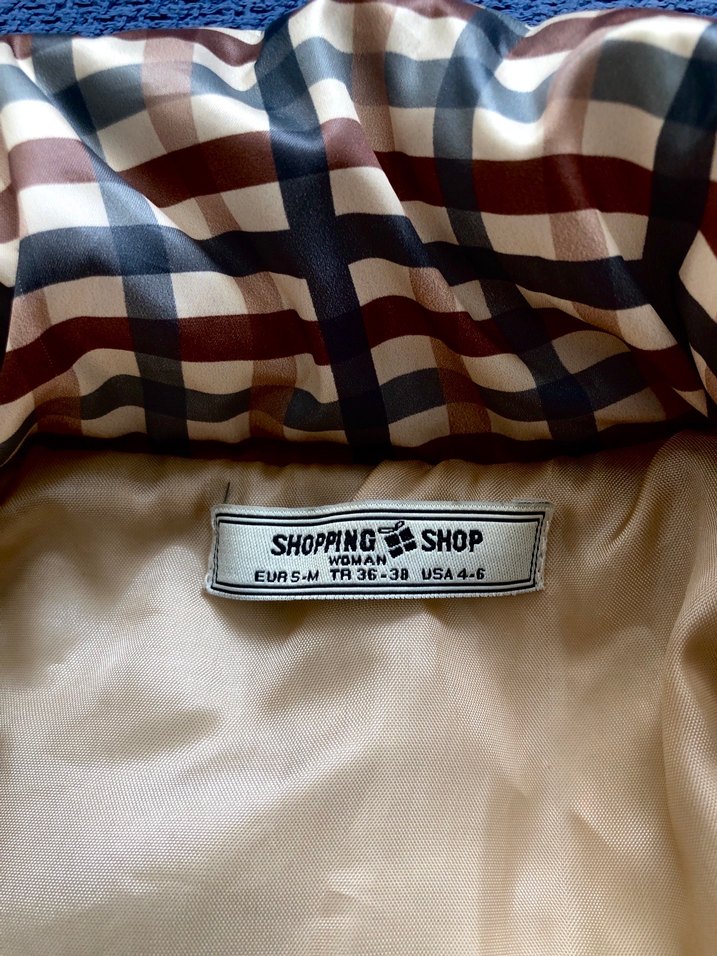 SHOPPING SHOP
WOMAN
EUR S-M TR 36-38 USA 4-6